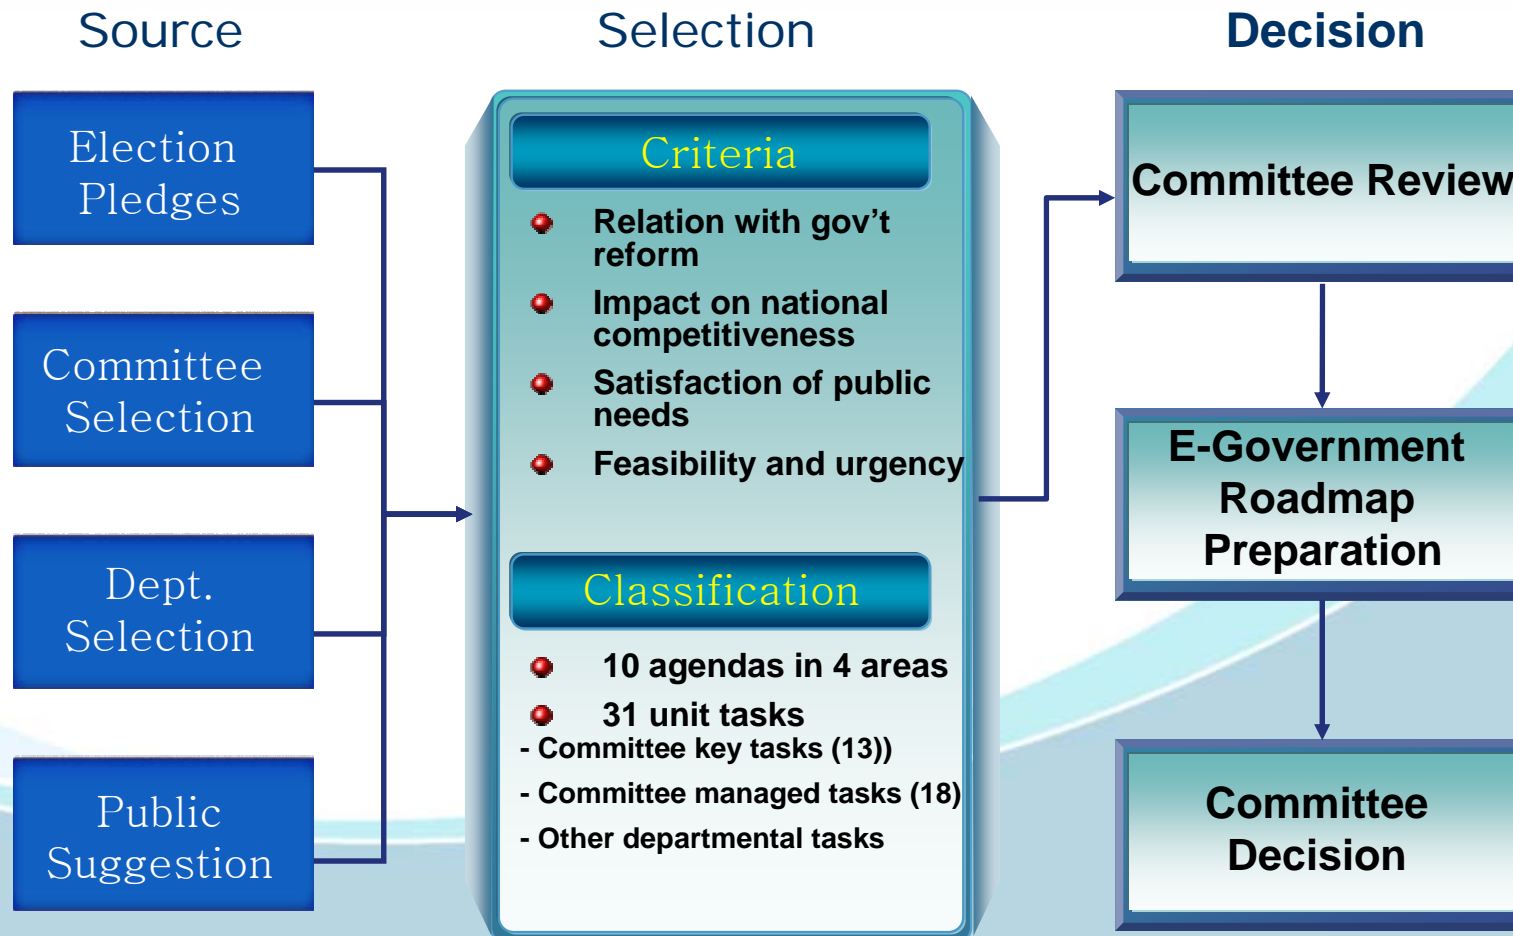 Source
Selection
Decision
Election
Pledges
Committee
Selection
Dept.
Selection
Public
Suggestion
Criteria
Relation with gov’t
reform
Impact on national
competitiveness
Satisfaction of public
needs
Feasibility and urgency
Classification
10 agendas in 4 areas
31 unit tasks
- Committee key tasks (13))
- Committee managed tasks (18)
- Other departmental tasks
Committee Review
E-Government
Roadmap
Preparation
Committee
Decision